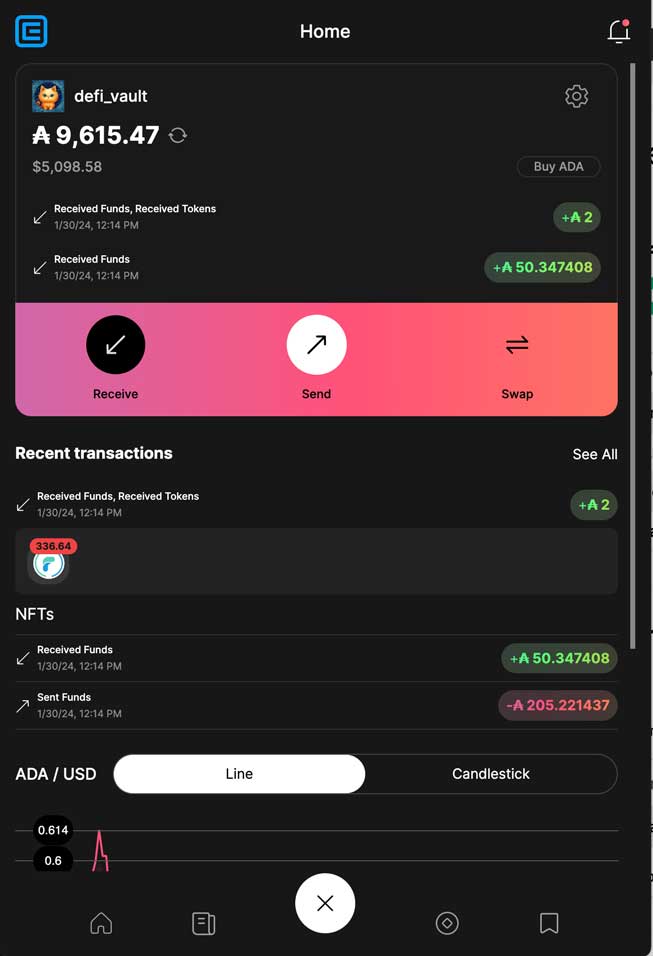 Home
defi_vault
₳ 9,615.47
$5,098.58
Buy ADA
Received Funds, Received Tokens
1/30/24, 12:14 PM
+₳ 2
Received Funds
1/30/24, 12:14 PM
+₳ 50.347408
Receive
Send
Swap
Recent transactions
See All
Received Funds, Received Tokens
1/30/24, 12:14 PM
+₳ 2
336.64
NFTs
Received Funds
1/30/24, 12:14 PM
+₳ 50.347408
Sent Funds
1/30/24, 12:14 PM
-₳ 205.221437
ADA / USD
Line
Candlestick
0.614
0.6